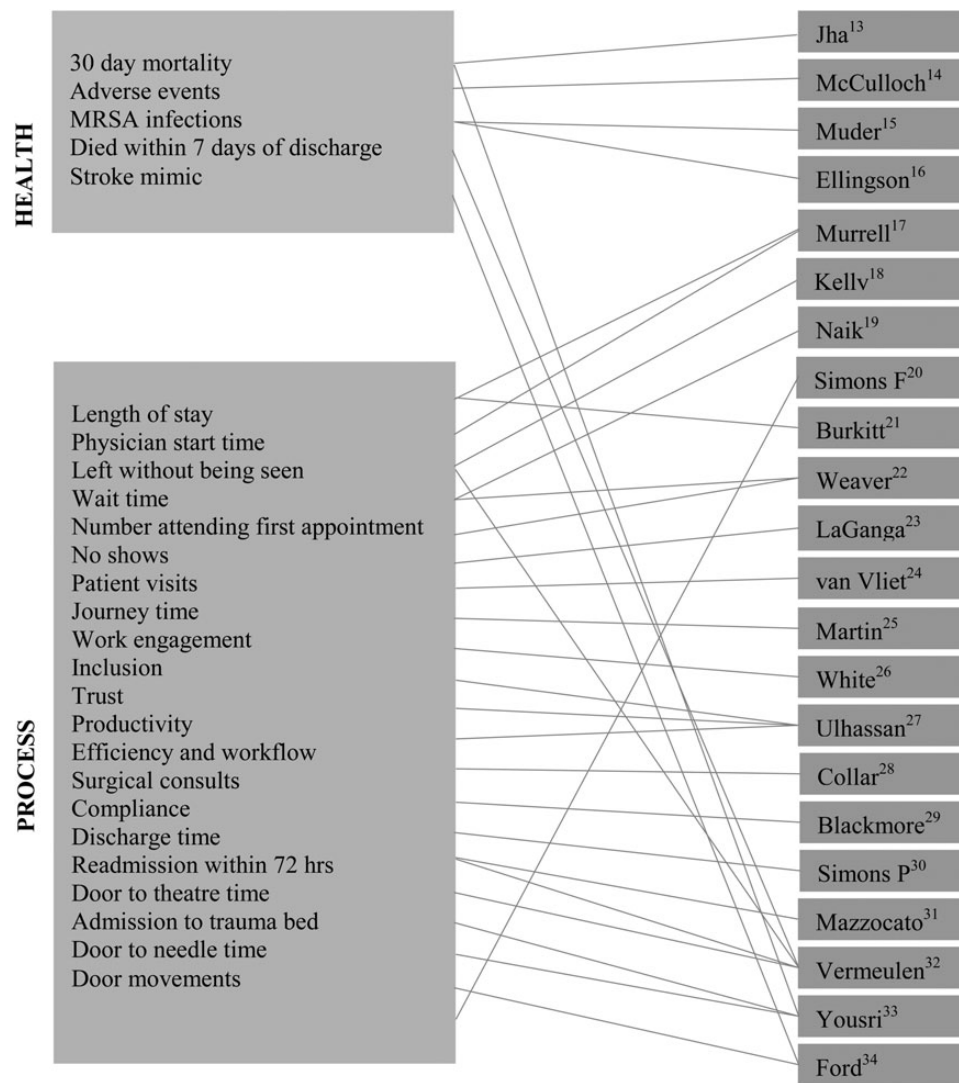 HEALTH
30 day mortality
Adverse events
MRSA infections
Died within 7 days of discharge
Stroke mimic
PROCESS
Length of stay
Physician start time
Left without being seen
Wait time
Number attending first appointment
No shows
Patient visits
Journey time
Work engagement
Inclusion
Trust
Productivity
Efficiency and workflow
Surgical consults
Compliance
Discharge time
Readmission within 72 hrs
Door to theatre time
Admission to trauma bed
Door to needle time
Door movements
Jha¹³
McCulloch¹⁴
Muder¹⁵
Ellingson¹⁶
Murrell¹⁷
Kellv¹⁸
Naik¹⁹
Simons F²⁰
Burkitt²¹
Weaver²²
LaGanga²³
van Vliet²⁴
Martin²⁵
White²⁶
Ulhassan²⁷
Collar²⁸
Blackmore²⁹
Simons P³⁰
Mazzocato³¹
Vermeulen³²
Yousri³³
Ford³⁴